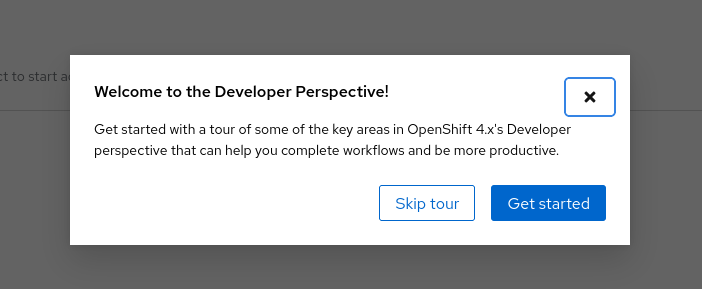 ct to start a
Welcome to the Developer Perspective!
Get started with a tour of some of the key areas in OpenShift 4.x's Developer
perspective that can help you complete workflows and be more productive.
Skip tour
Get started